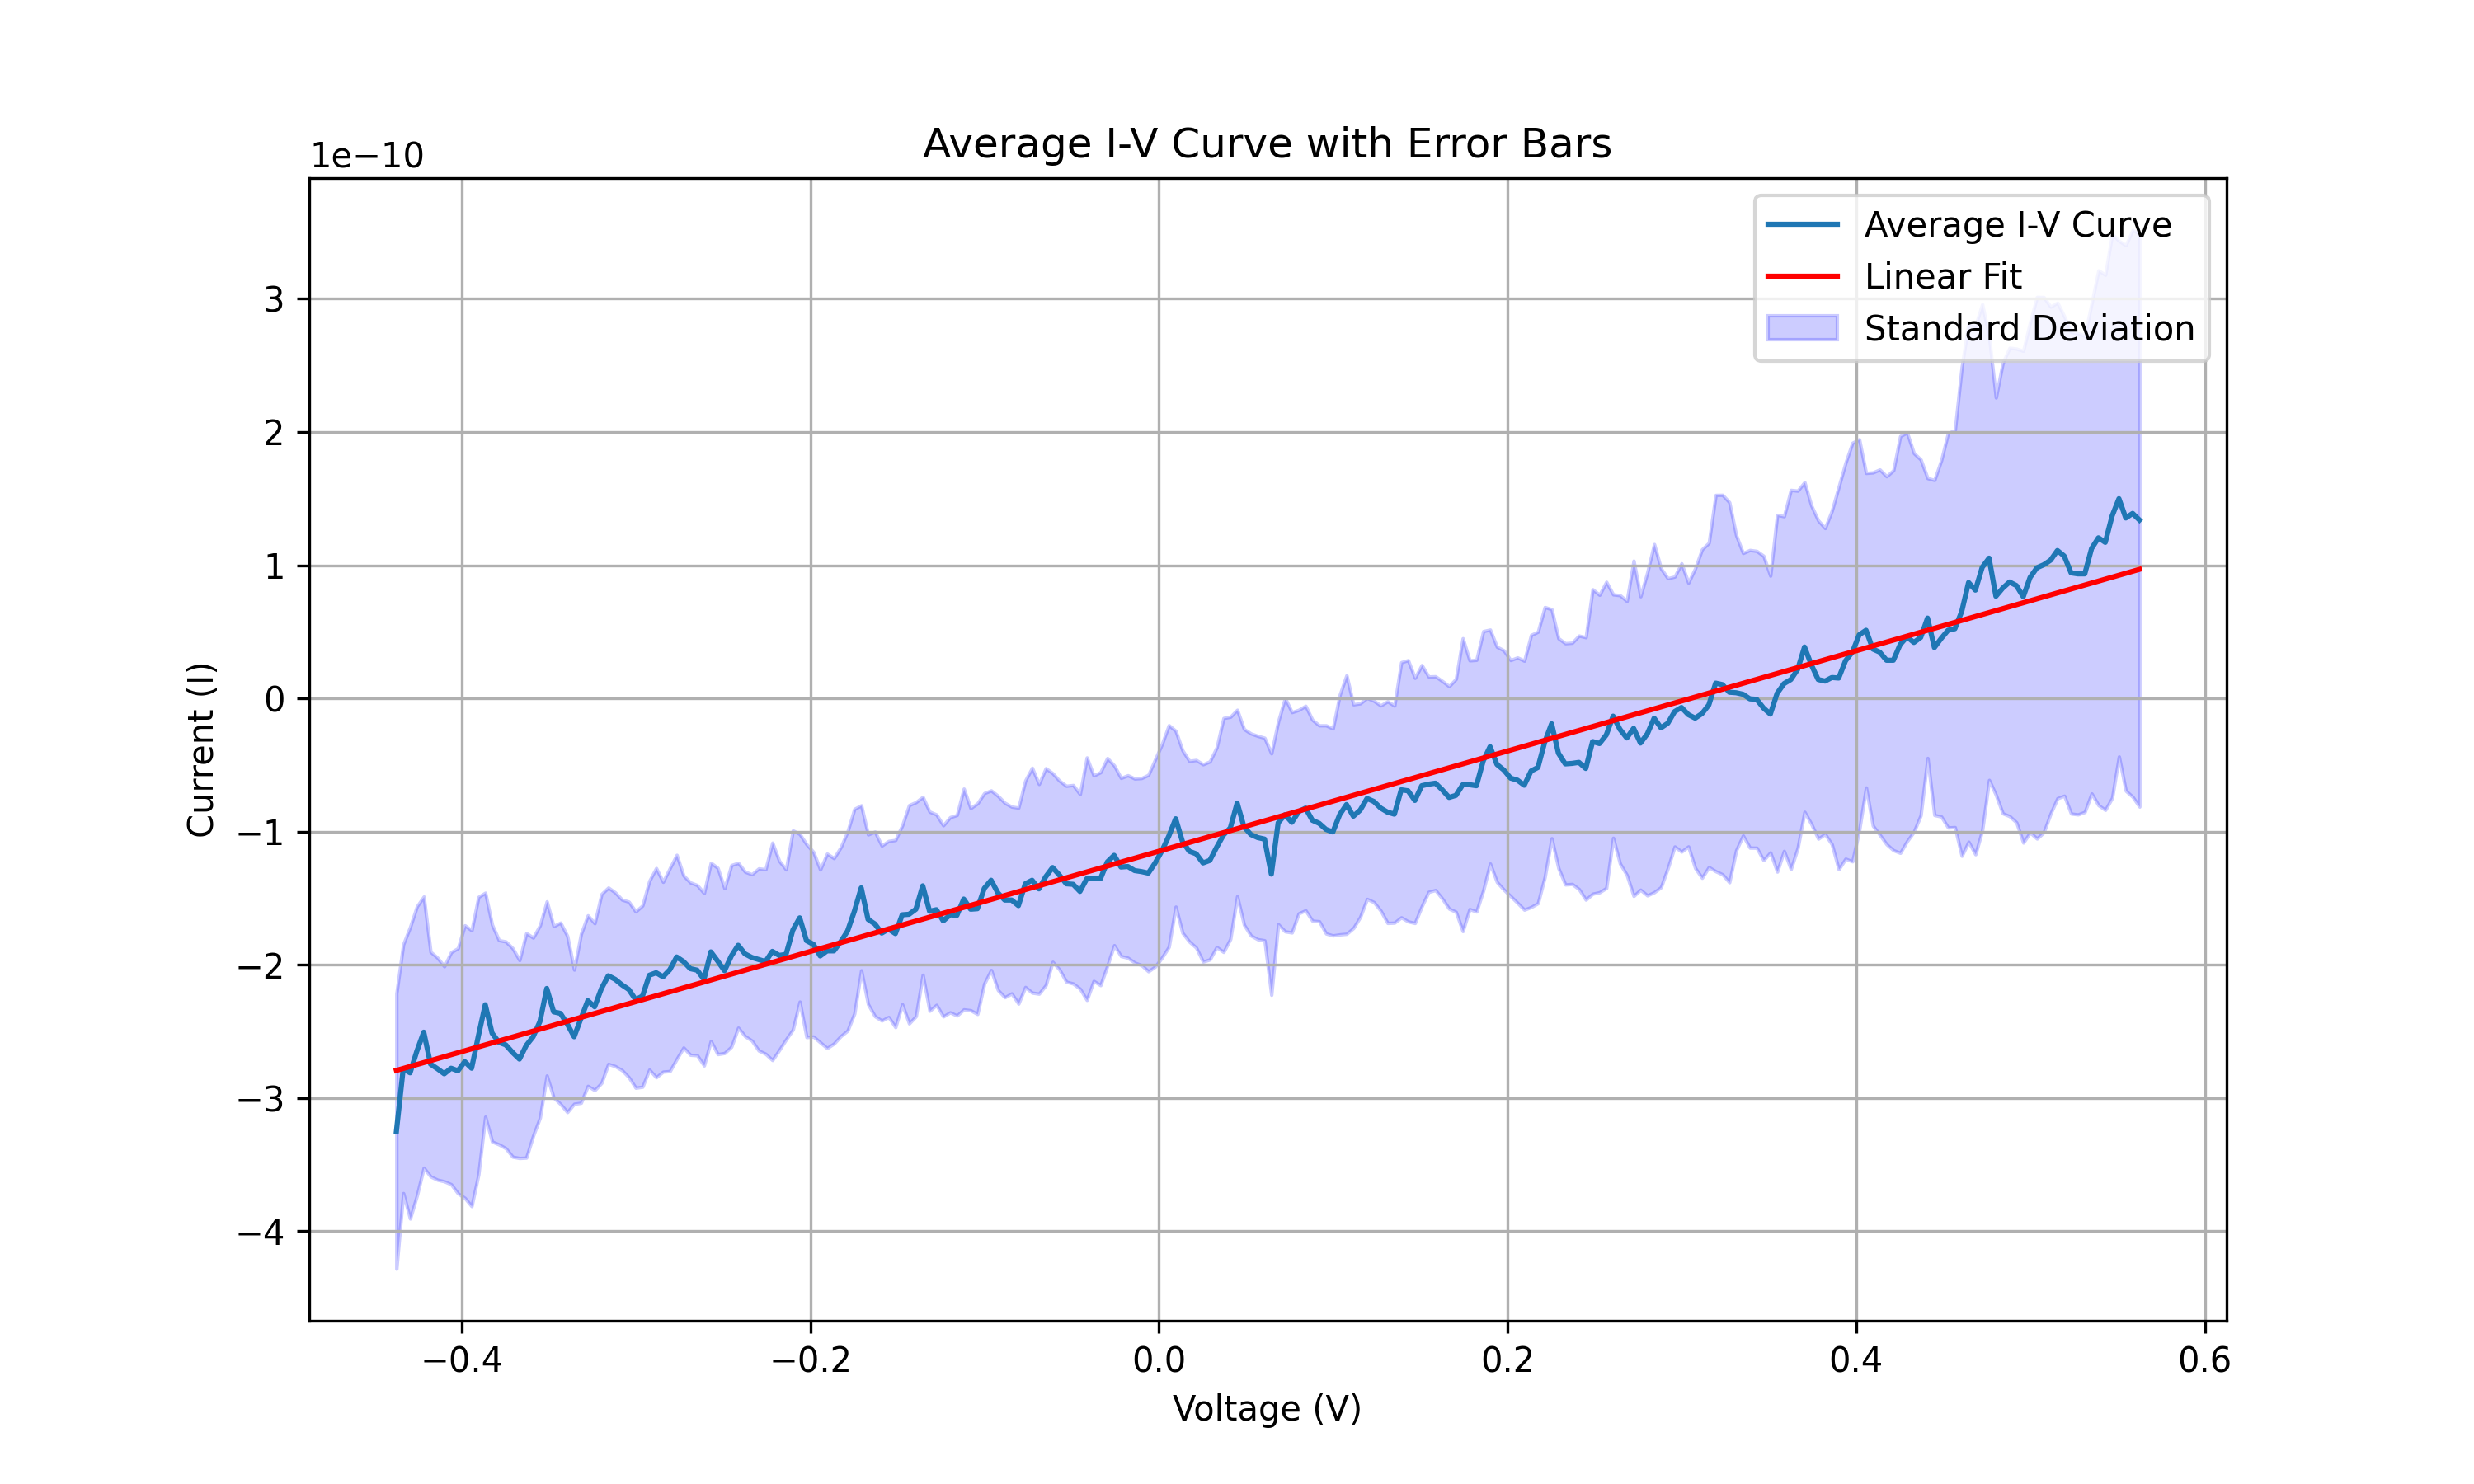 Average I-V Curve with Error Bars
1e−10
Average I-V Curve
Linear Fit
Standard Deviation
3
2
1
0
−1
−2
−3
−4
Current (I)
−0.4 −0.2 0.0 0.2 0.4 0.6
Voltage (V)